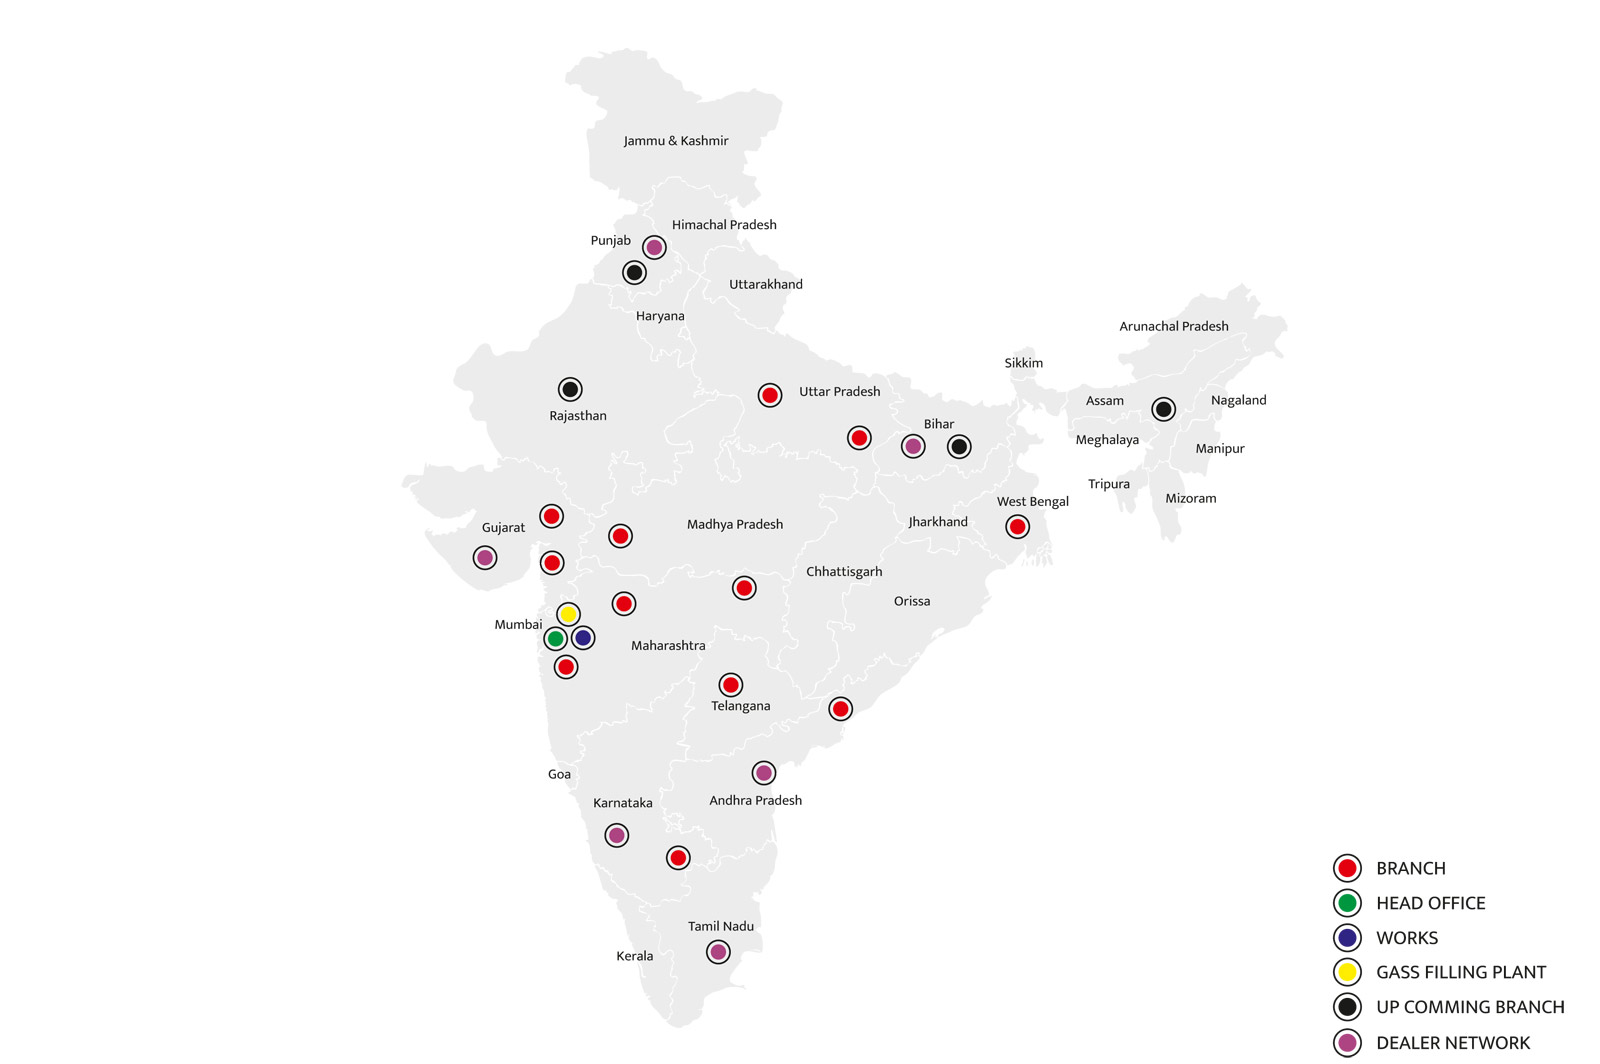 Jammu & Kashmir
Himachal Pradesh
Punjab
Uttarakhand
Haryana
Arunachal Pradesh
Sikkim
Uttar Pradesh
Assam
Nagaland
Rajasthan
Bihar
Meghalaya
Manipur
Tripura
Mizoram
West Bengal
Gujarat
Madhya Pradesh
Jharkhand
Chhattisgarh
Orissa
Mumbai
Maharashtra
Telangana
Goa
Karnataka
Andhra Pradesh
Tamil Nadu
Kerala
BRANCH
HEAD OFFICE
WORKS
GASS FILLING PLANT
UP COMMING BRANCH
DEALER NETWORK